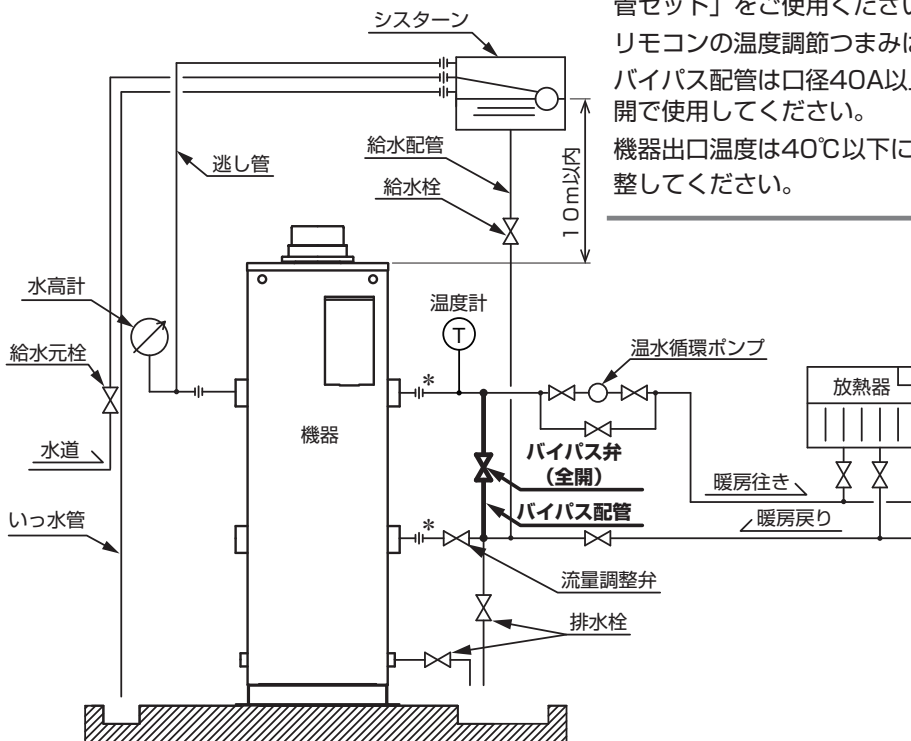 管セット」をご使用ください
リモコンの温度調節つまみは
バイパス配管は口径40A以上
開で使用してください。
機器出口温度は40℃以下に
整してください。
シスターン
逃し管
給水配管
給水栓
10m以内
水高計
給水元栓
水道
いっ水管
機器
温度計
T
*
温水循環ポンプ
放熱器
バイパス弁
(全開)
バイパス配管
暖房往き
暖房戻り
*
流量調整弁
排水栓